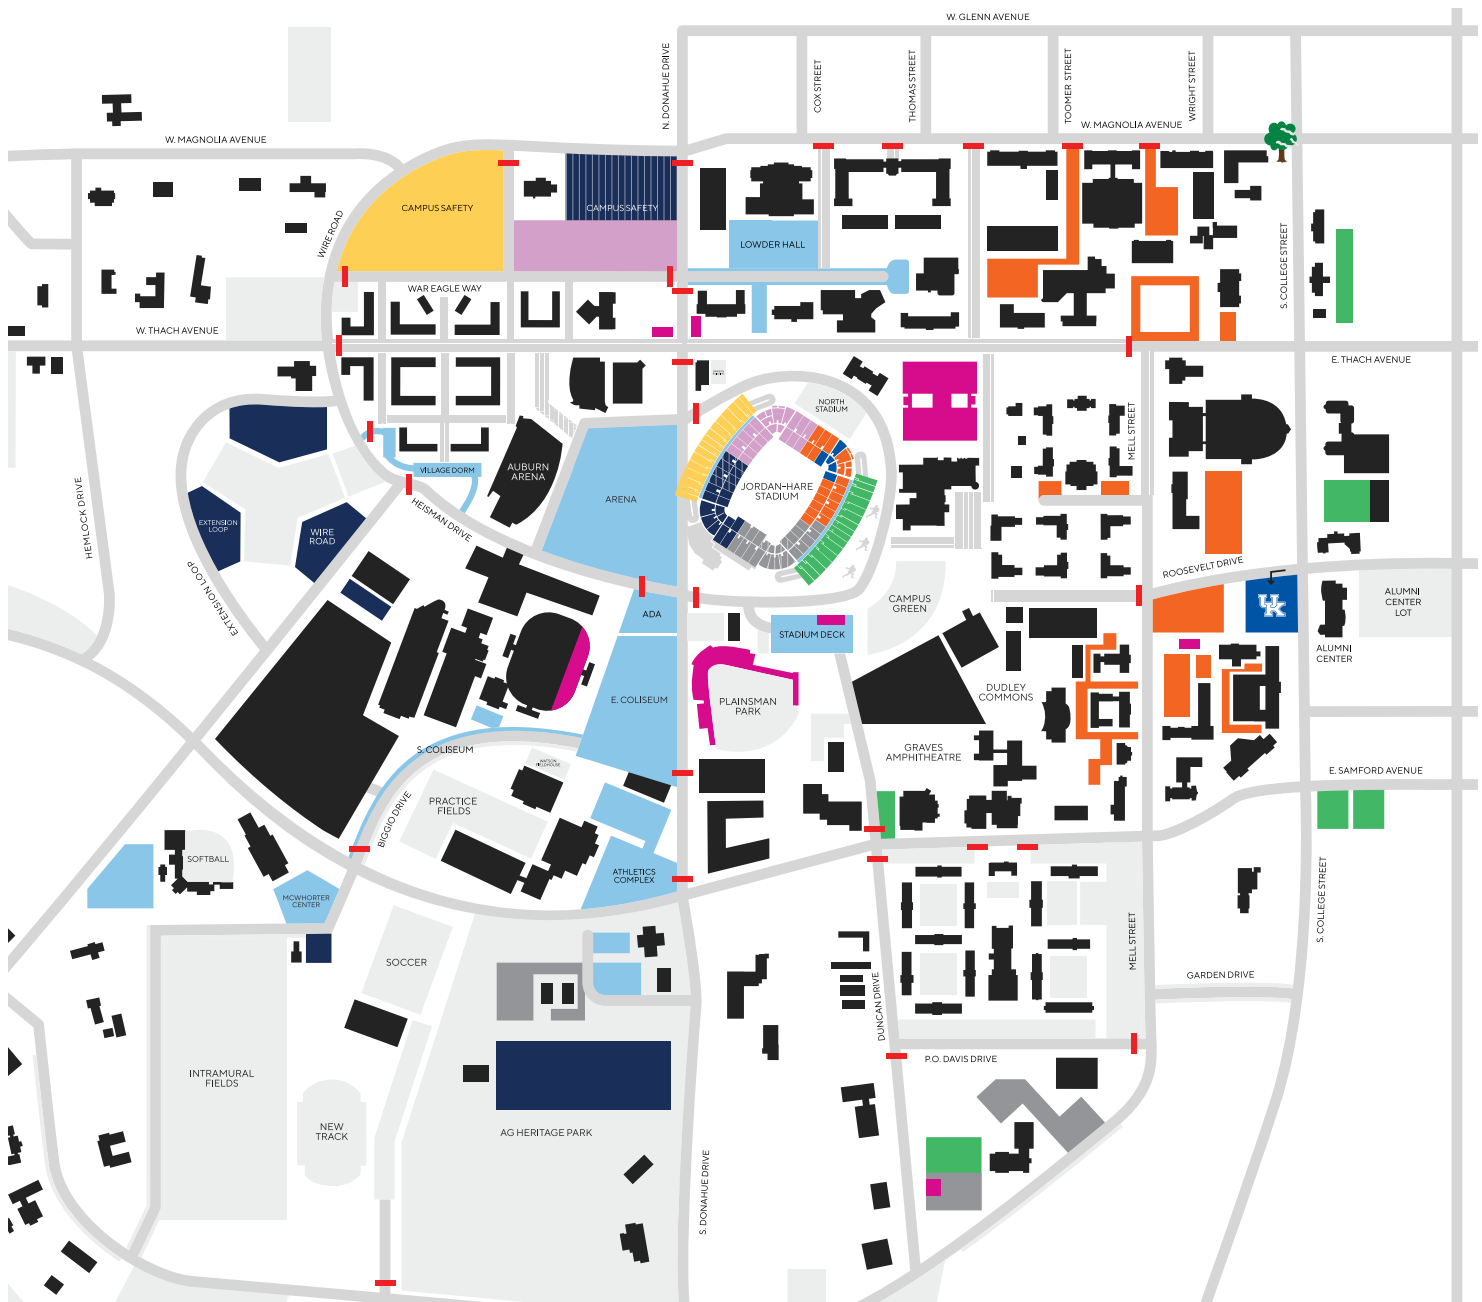 W. GLENN AVENUE
N. DONAHUE DRIVE
COX STREET
THOMAS STREET
TOOMER STREET
WRIGHT STREET
W. MAGNOLIA AVENUE
W. MAGNOLIA AVENUE
CAMPUS SAFETY
CAMPUS SAFETY
WIRE ROAD
LOWDER HALL
S. COLLEGE STREET
WAR EAGLE WAY
W. THACH AVENUE
E. THACH AVENUE
NORTH
STADIUM
MELL STREET
AUBURN
ARENA
VILLAGE DORM
JORDAN-HARE
STADIUM
ARENA
HEMLOCK DRIVE
EXTENSION
LOOP
WIRE
ROAD
HEISMAN DRIVE
EXTENSION LOOP
ROOSEVELT DRIVE
UK
CAMPUS
GREEN
ALUMNI
CENTER
LOT
ADA
STADIUM DECK
ALUMNI
CENTER
E. COLISEUM
PLAINSMAN
PARK
DUDLEY
COMMONS
S. COLISEUM
GRAVES
AMPHITHEATRE
WATSON
FIELDHOUSE
E. SAMFORD AVENUE
PRACTICE
FIELDS
BIGGIO DRIVE
SOFTBALL
ATHLETICS
COMPLEX
MCWHORTER
CENTER
S. COLLEGE STREET
MELL STREET
SOCCER
GARDEN DRIVE
DUNCAN DRIVE
P.O. DAVIS DRIVE
INTRAMURAL
FIELDS
NEW
TRACK
AG HERITAGE PARK
S. DONAHUE DRIVE